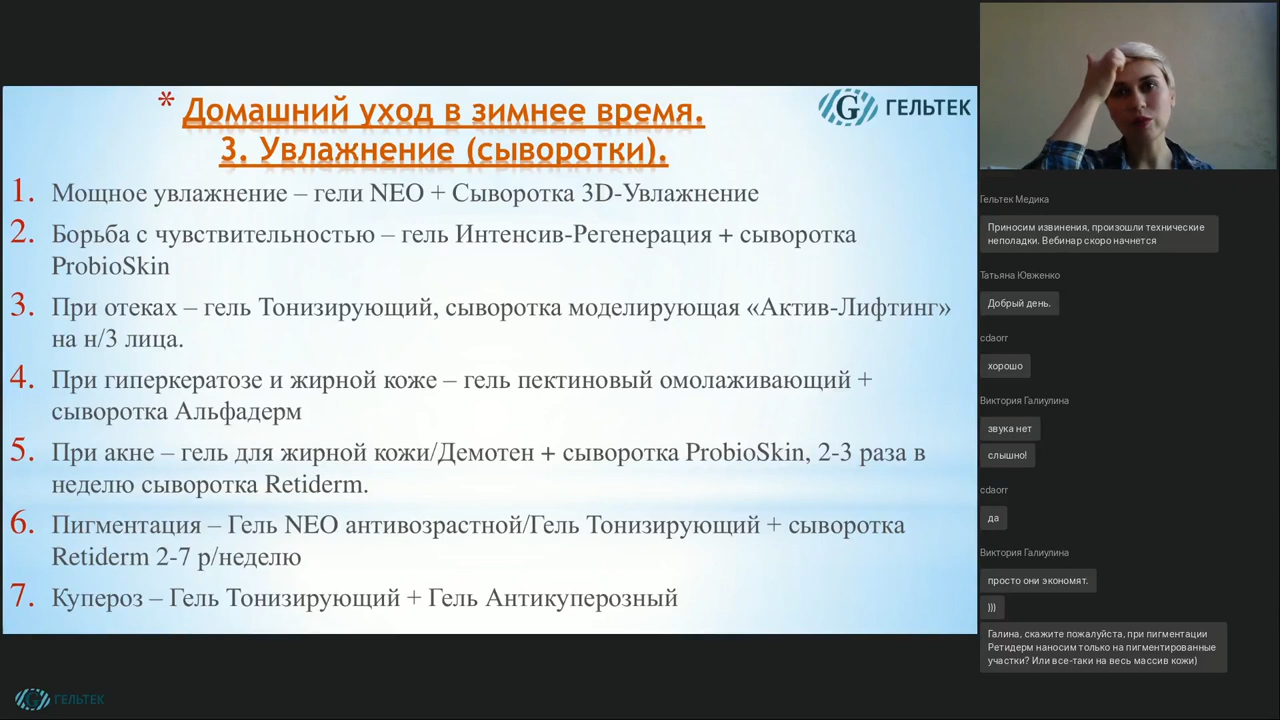 * Домашний уход в зимнее время.
3. Увлажнение (сыворотки).
ГЕЛЬТЕК
1. Мощное увлажнение – гели NEO + Сыворотка 3D-Увлажнение
2. Борьба с чувствительностью – гель Интенсив-Регенерация + сыворотка
ProbioSkin
3. При отеках – гель Тонизирующий, сыворотка моделирующая «Актив-Лифтинг»
на н/3 лица.
4. При гиперкератозе и жирной коже – гель пектиновый омолаживающий +
сыворотка Альфадерм
5. При акне – гель для жирной кожи/Демотен + сыворотка ProbioSkin, 2-3 раза в
неделю сыворотка Retiderm.
6. Пигментация – Гель NEO антивозрастной/Гель Тонизирующий + сыворотка
Retiderm 2-7 р/неделю
7. Купероз – Гель Тонизирующий + Гель Антикуперозный
ГЕЛЬТЕК
Гельтек Медика
Приносим извинения, произошли технические
неполадки. Вебинар скоро начнется
Татьяна Ювженко
Добрый день.
cdaorr
хорошо
Виктория Галиулина
звука нет
слышно!
cdaorr
да
Виктория Галиулина
просто они экономят.
)))
Галина, скажите пожалуйста, при пигментации
Ретидерм наносим только на пигментированные
участки? Или все-таки на весь массив кожи)